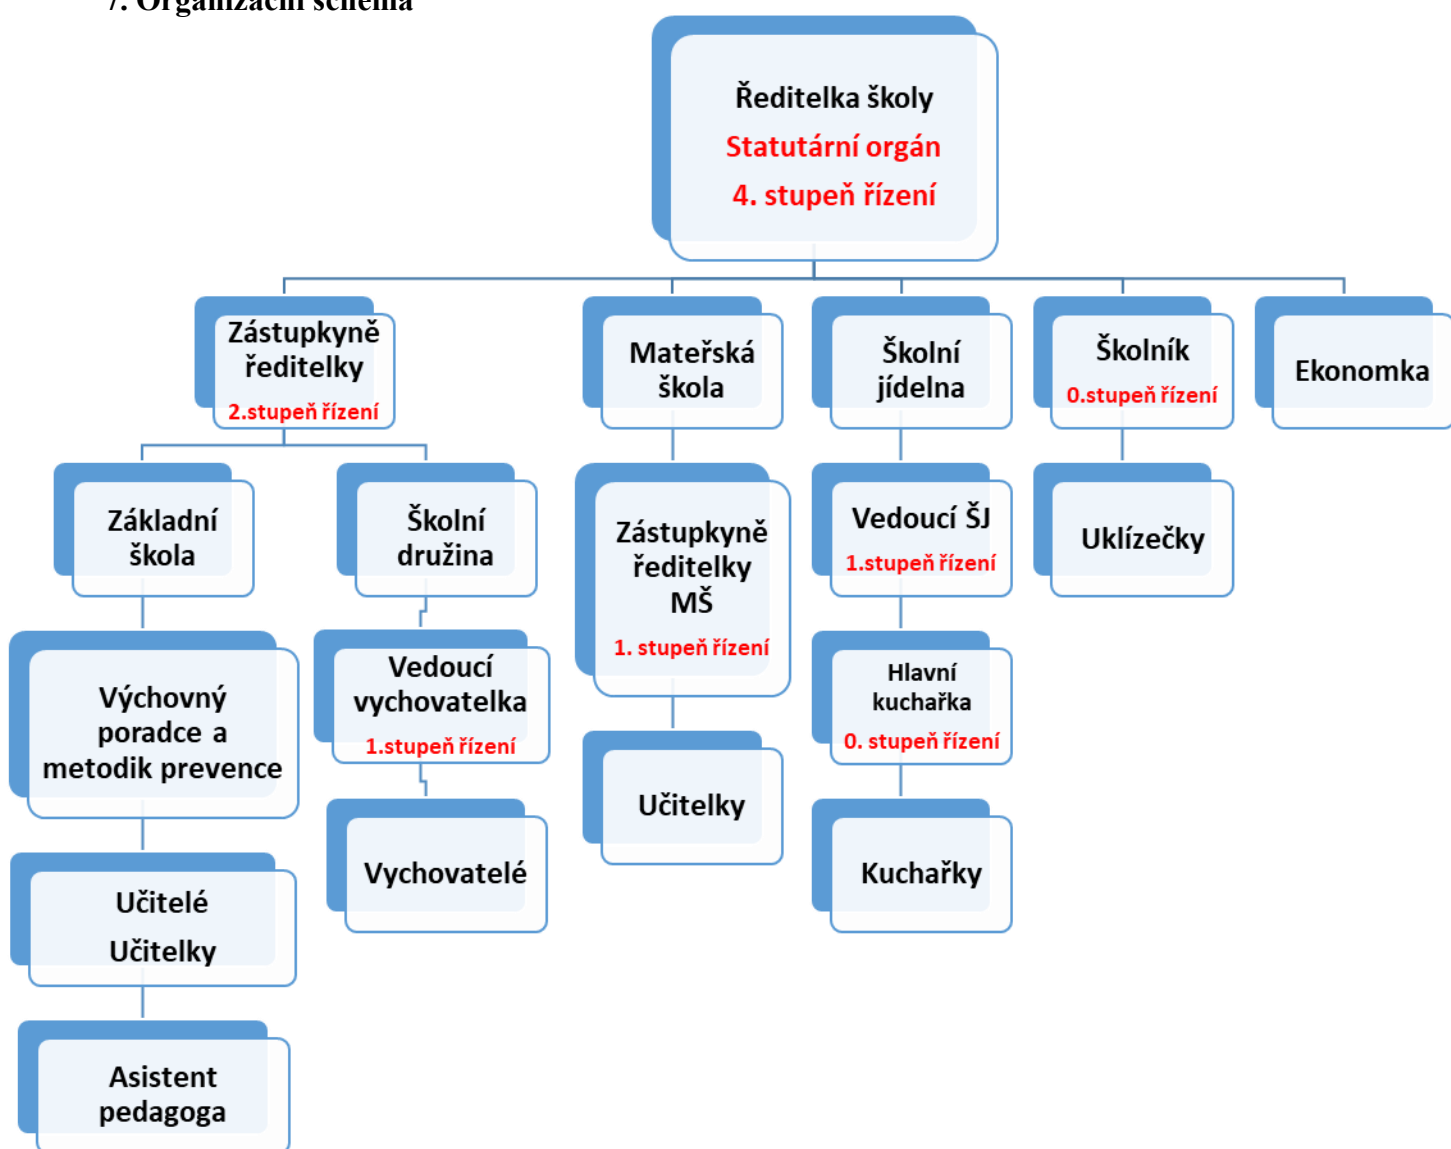 7. Organizační schéma
Ředitelka školy
Statutární orgán
4. stupeň řízení
Zástupkyně
ředitelky
2.stupeň řízení
Mateřská
škola
Školní
jídelna
Školník
0.stupeň řízení
Ekonomka
Základní
škola
Školní
družina
Zástupkyně
ředitelky
MŠ
1. stupeň řízení
Vedoucí ŠJ
1.stupeň řízení
Uklízečky
Výchovný
poradce a
metodik prevence
Vedoucí
vychovatelka
1.stupeň řízení
Hlavní
kuchařka
0. stupeň řízení
Učitelky
Vychovatelé
Kuchařky
Učitelé
Učitelky
Asistent
pedagoga